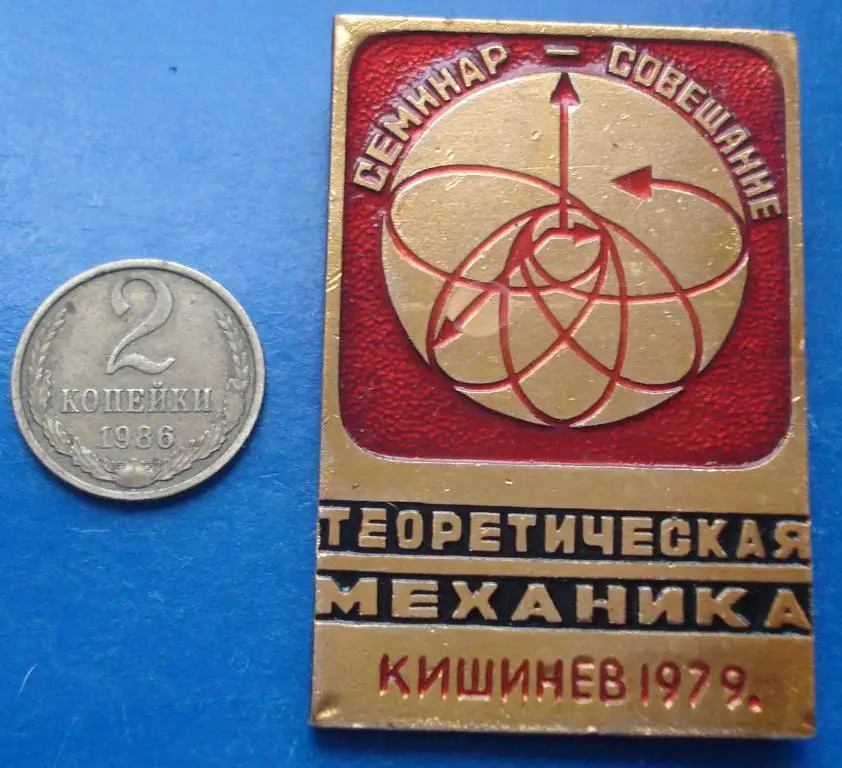 СЕМИНАР – СОВЕЩАНИЕ
2
КОПЕЙКИ
1986
ТЕОРЕТИЧЕСКАЯ
МЕХАНИКА
КИШИНЕВ 1979.